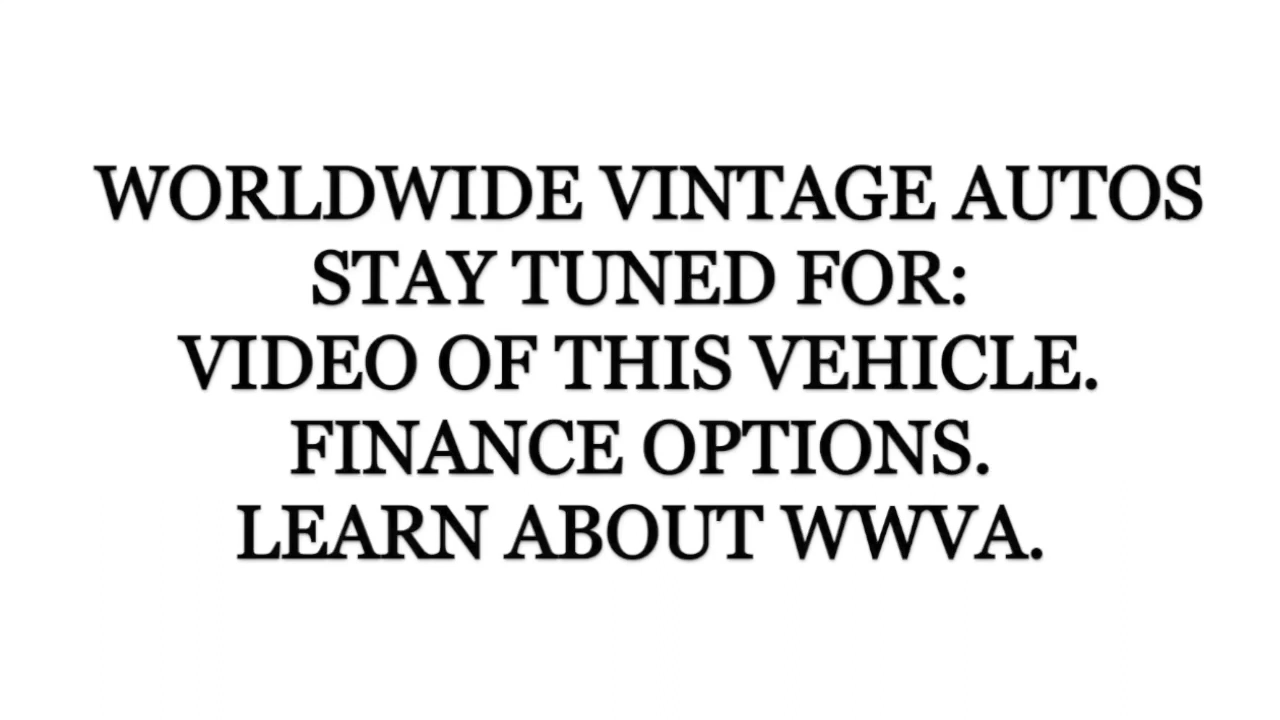 WORLDWIDE VINTAGE AUTOS
STAY TUNED FOR:
VIDEO OF THIS VEHICLE.
FINANCE OPTIONS.
LEARN ABOUT WWVA.